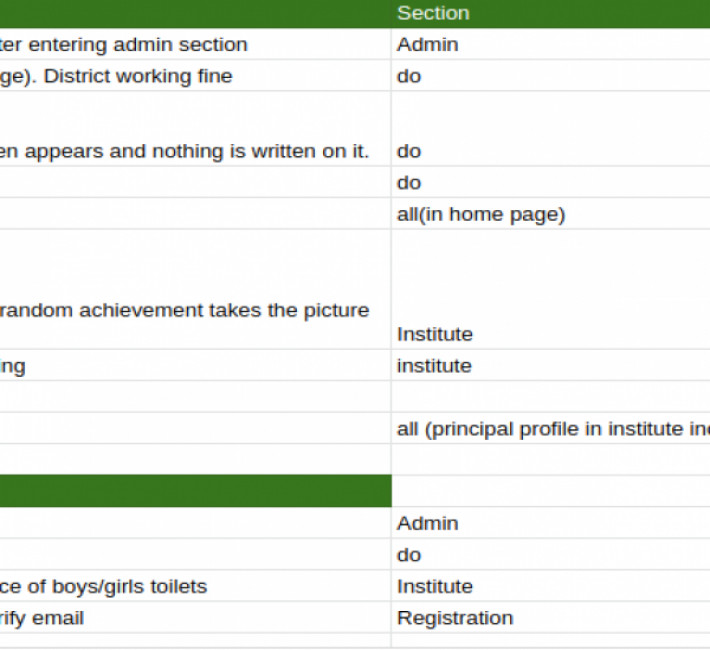 Section
ter entering admin section Admin
ge). District working fine do
en appears and nothing is written on it. do
do
all(in home page)
random achievement takes the picture
Institute
ing institute
all (principal profile in institute in
Admin
do
ce of boys/girls toilets Institute
rify email Registration